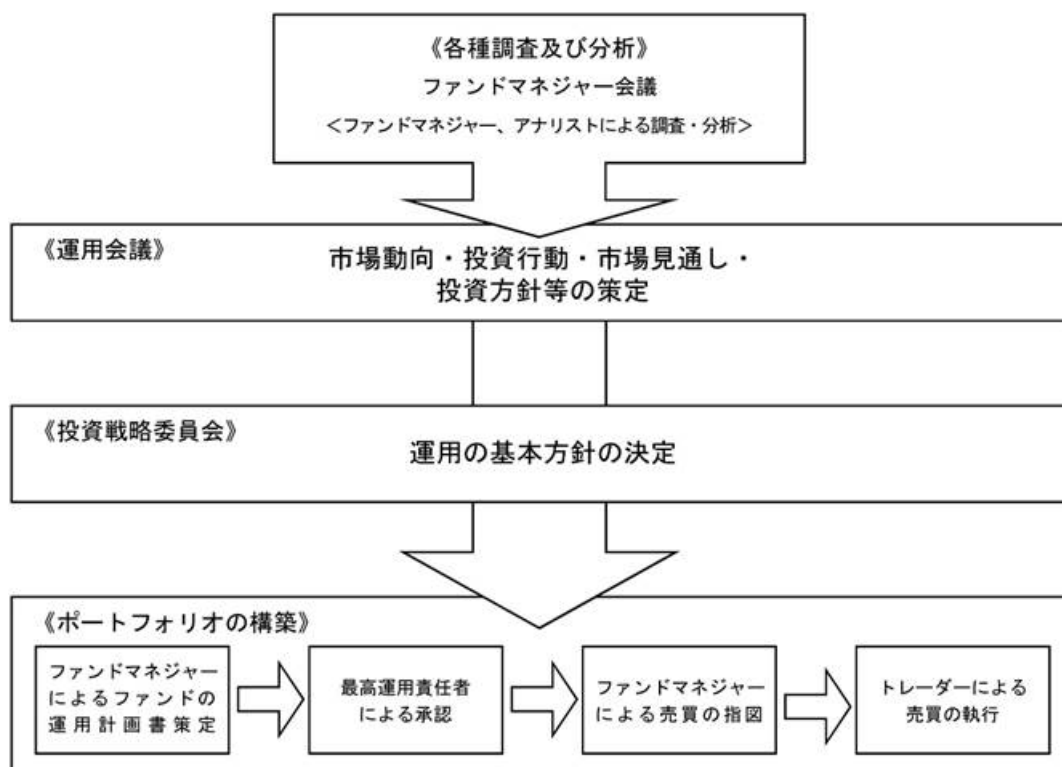 《各種調査及び分析》
ファンドマネジャー会議
＜ファンドマネジャー、アナリストによる調査・分析＞
《運用会議》
市場動向・投資行動・市場見通し・
投資方針等の策定
《投資戦略委員会》
運用の基本方針の決定
《ポートフォリオの構築》
ファンドマネジャー
によるファンドの
運用計画書策定
最高運用責任者
による承認
ファンドマネジャー
による売買の指図
トレーダーによる
売買の執行